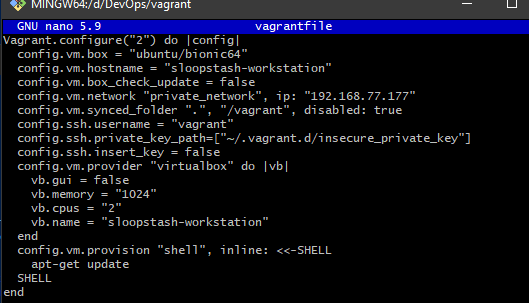 MINGW64:/d/DevOps/vagrant
GNU nano 5.9 vagrantfile
Vagrant.configure("2") do |config|
  config.vm.box = "ubuntu/bionic64"
  config.vm.hostname = "sloopstash-workstation"
  config.vm.box_check_update = false
  config.vm.network "private_network", ip: "192.168.77.177"
  config.vm.synced_folder ".", "/vagrant", disabled: true
  config.ssh.username = "vagrant"
  config.ssh.private_key_path=["~/.vagrant.d/insecure_private_key"]
  config.ssh.insert_key = false
  config.vm.provider "virtualbox" do |vb|
    vb.gui = false
    vb.memory = "1024"
    vb.cpus = "2"
    vb.name = "sloopstash-workstation"
  end
  config.vm.provision "shell", inline: <<-SHELL
    apt-get update
  SHELL
end